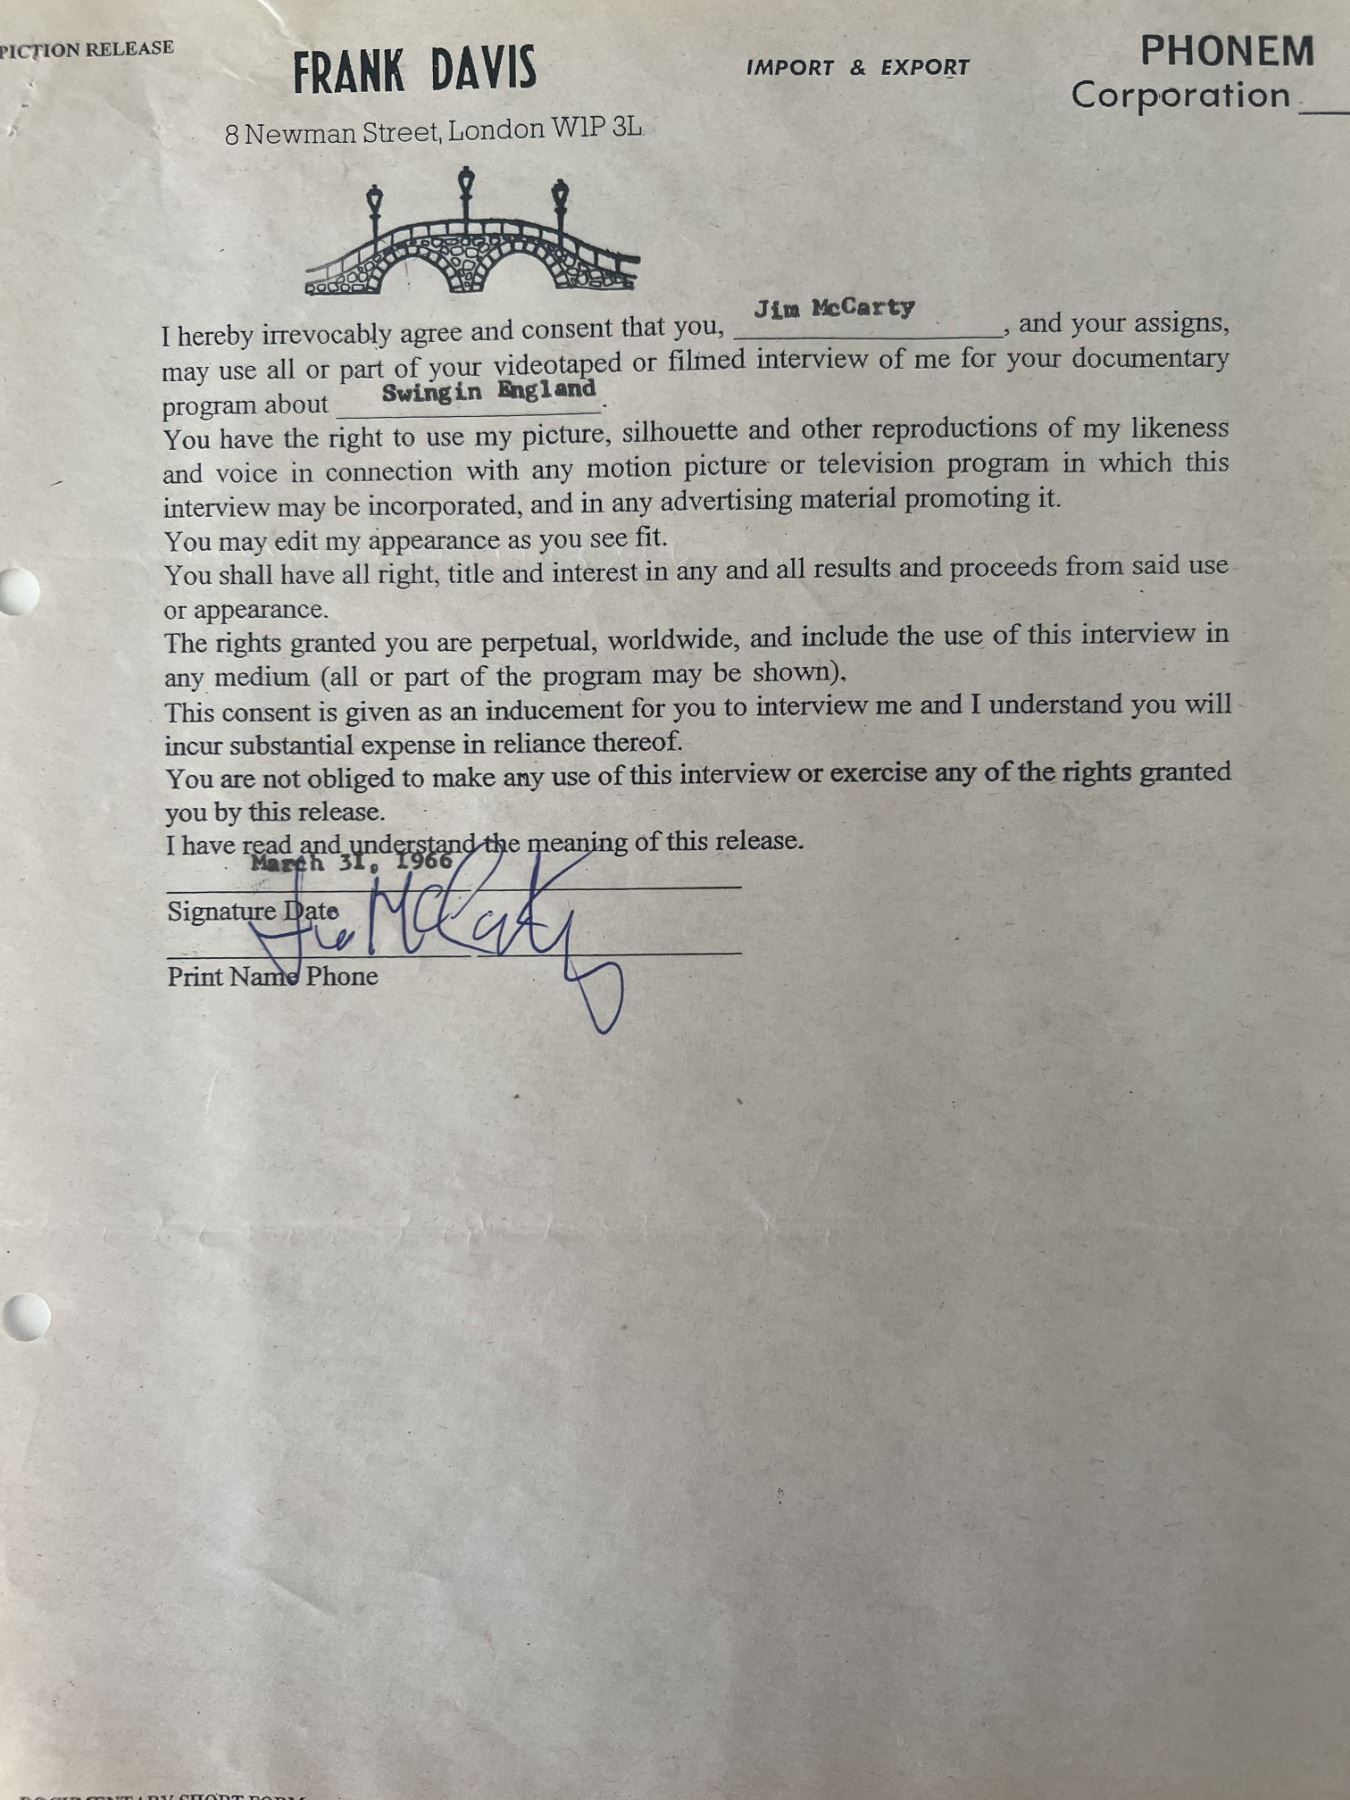 PICTION RELEASE
FRANK DAVIS
IMPORT & EXPORT
PHONEM
Corporation
8 Newman Street, London W1P 3L
I hereby irrevocably agree and consent that you, Jim McCarty, and your assigns,
may use all or part of your videotaped or filmed interview of me for your documentary
program about Swingin England.
You have the right to use my picture, silhouette and other reproductions of my likeness
and voice in connection with any motion picture or television program in which this
interview may be incorporated, and in any advertising material promoting it.
You may edit my appearance as you see fit.
You shall have all right, title and interest in any and all results and proceeds from said use
or appearance.
The rights granted you are perpetual, worldwide, and include the use of this interview in
any medium (all or part of the program may be shown).
This consent is given as an inducement for you to interview me and I understand you will
incur substantial expense in reliance thereof.
You are not obliged to make any use of this interview or exercise any of the rights granted
you by this release.
I have read and understand the meaning of this release.
March 31, 1966
Signature Date
Jim McCarty
Print Name Phone
DOCUMENTARY SHORT FORM